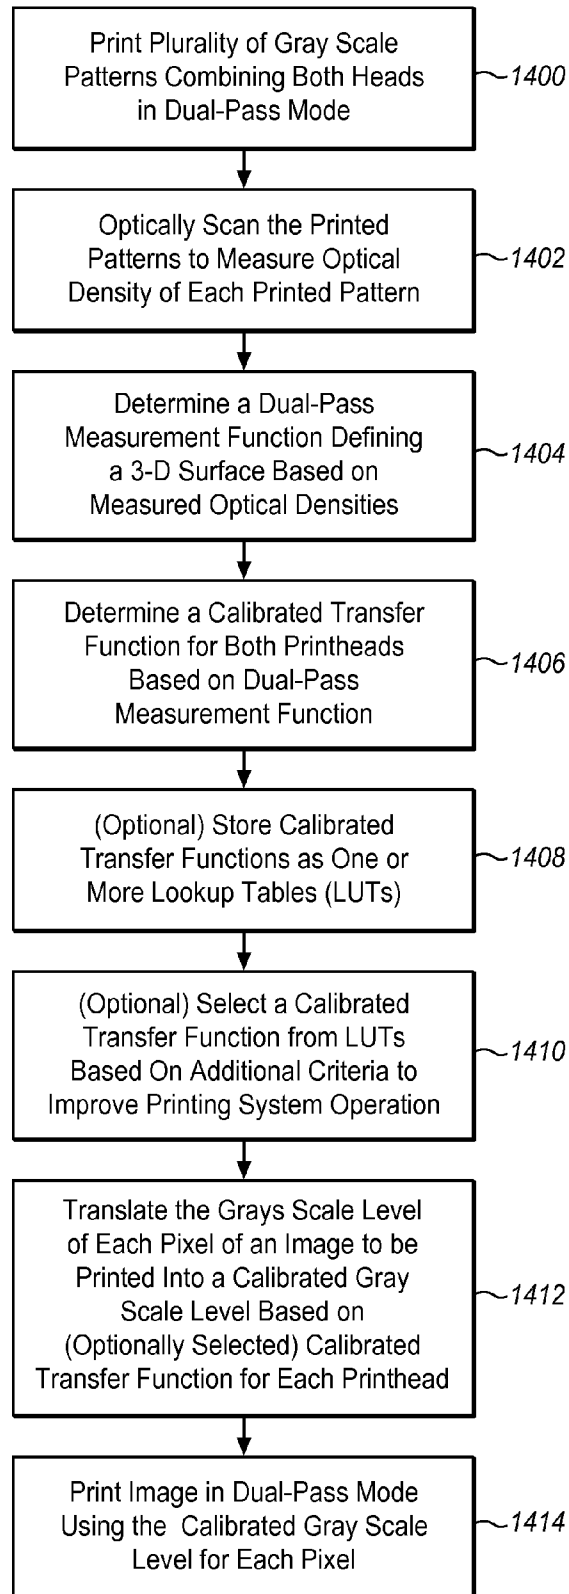 Print Plurality of Gray Scale
Patterns Combining Both Heads
in Dual-Pass Mode
1400
Optically Scan the Printed
Patterns to Measure Optical
Density of Each Printed Pattern
1402
Determine a Dual-Pass
Measurement Function Defining
a 3-D Surface Based on
Measured Optical Densities
1404
Determine a Calibrated Transfer
Function for Both Printheads
Based on Dual-Pass
Measurement Function
1406
(Optional) Store Calibrated
Transfer Functions as One or
More Lookup Tables (LUTs)
1408
(Optional) Select a Calibrated
Transfer Function from LUTs
Based On Additional Criteria to
Improve Printing System Operation
1410
Translate the Grays Scale Level
of Each Pixel of an Image to be
Printed Into a Calibrated Gray
Scale Level Based on
(Optionally Selected) Calibrated
Transfer Function for Each Printhead
1412
Print Image in Dual-Pass Mode
Using the Calibrated Gray Scale
Level for Each Pixel
1414